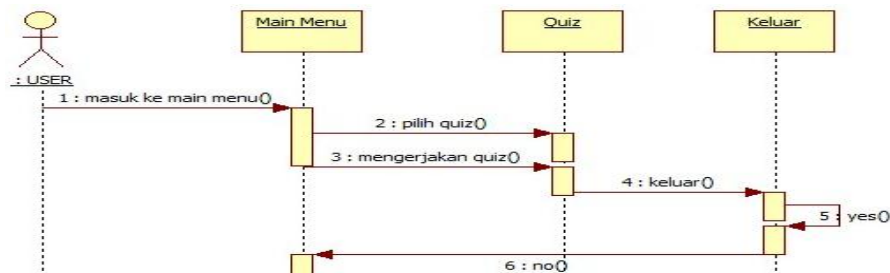 Main Menu
Quiz
Keluar
: USER
1 : masuk ke main menu()
2 : pilih quiz()
3 : mengerjakan quiz()
4 : keluar()
5 : yes()
6 : no()